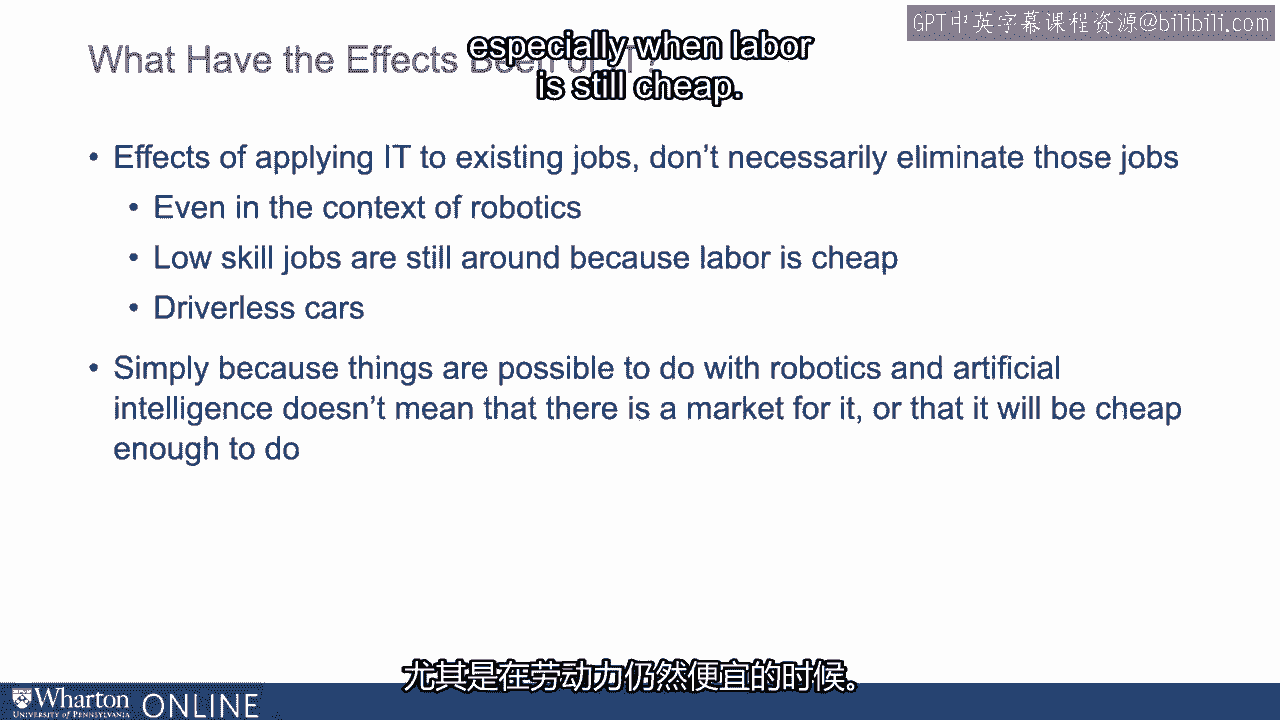 GPT中英字幕课程资源@bilibili.com
What Have the Effects Been of IT?
especially when labor
is still cheap.
• Effects of applying IT to existing jobs, don’t necessarily eliminate those jobs
• Even in the context of robotics
• Low skill jobs are still around because labor is cheap
• Driverless cars
• Simply because things are possible to do with robotics and artificial
intelligence doesn’t mean that there is a market for it, or that it will be cheap
enough to do
尤其是在劳动力仍然便宜的时候。
Wharton ONLINE
UNIVERSITY of PENNSYLVANIA